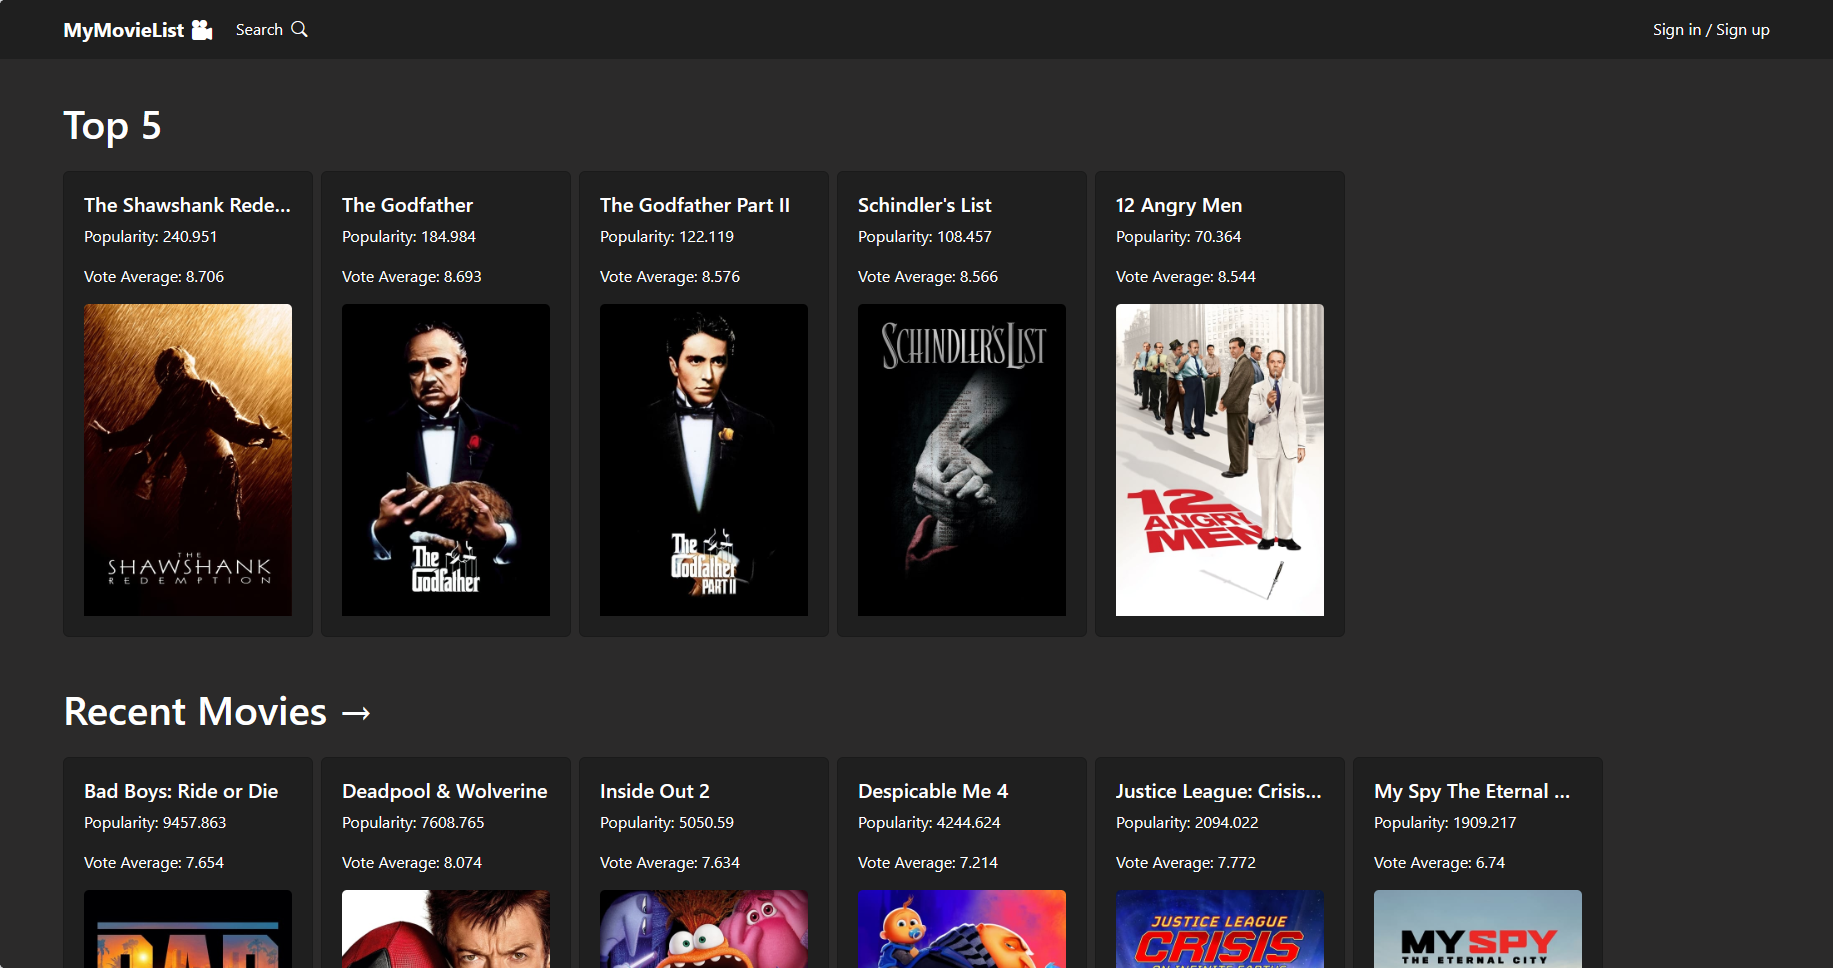 MyMovieList
Search
Sign in / Sign up
Top 5
The Shawshank Rede...
Popularity: 240.951
Vote Average: 8.706
THE
SHAWSHANK
REDEMPTION
The Godfather
Popularity: 184.984
Vote Average: 8.693
The
Godfather
The Godfather Part II
Popularity: 122.119
Vote Average: 8.576
The
Godfather
PART II
Schindler's List
Popularity: 108.457
Vote Average: 8.566
SCHINDLER'S LIST
12 Angry Men
Popularity: 70.364
Vote Average: 8.544
12
ANGRY
MEN
Recent Movies →
Bad Boys: Ride or Die
Popularity: 9457.863
Vote Average: 7.654
BAD
Deadpool & Wolverine
Popularity: 7608.765
Vote Average: 8.074
Inside Out 2
Popularity: 5050.59
Vote Average: 7.634
Despicable Me 4
Popularity: 4244.624
Vote Average: 7.214
Justice League: Crisis...
Popularity: 2094.022
Vote Average: 7.772
JUSTICE LEAGUE
CRISIS
ON INFINITE EARTHS
My Spy The Eternal ...
Popularity: 1909.217
Vote Average: 6.74
MY SPY
THE ETERNAL CITY